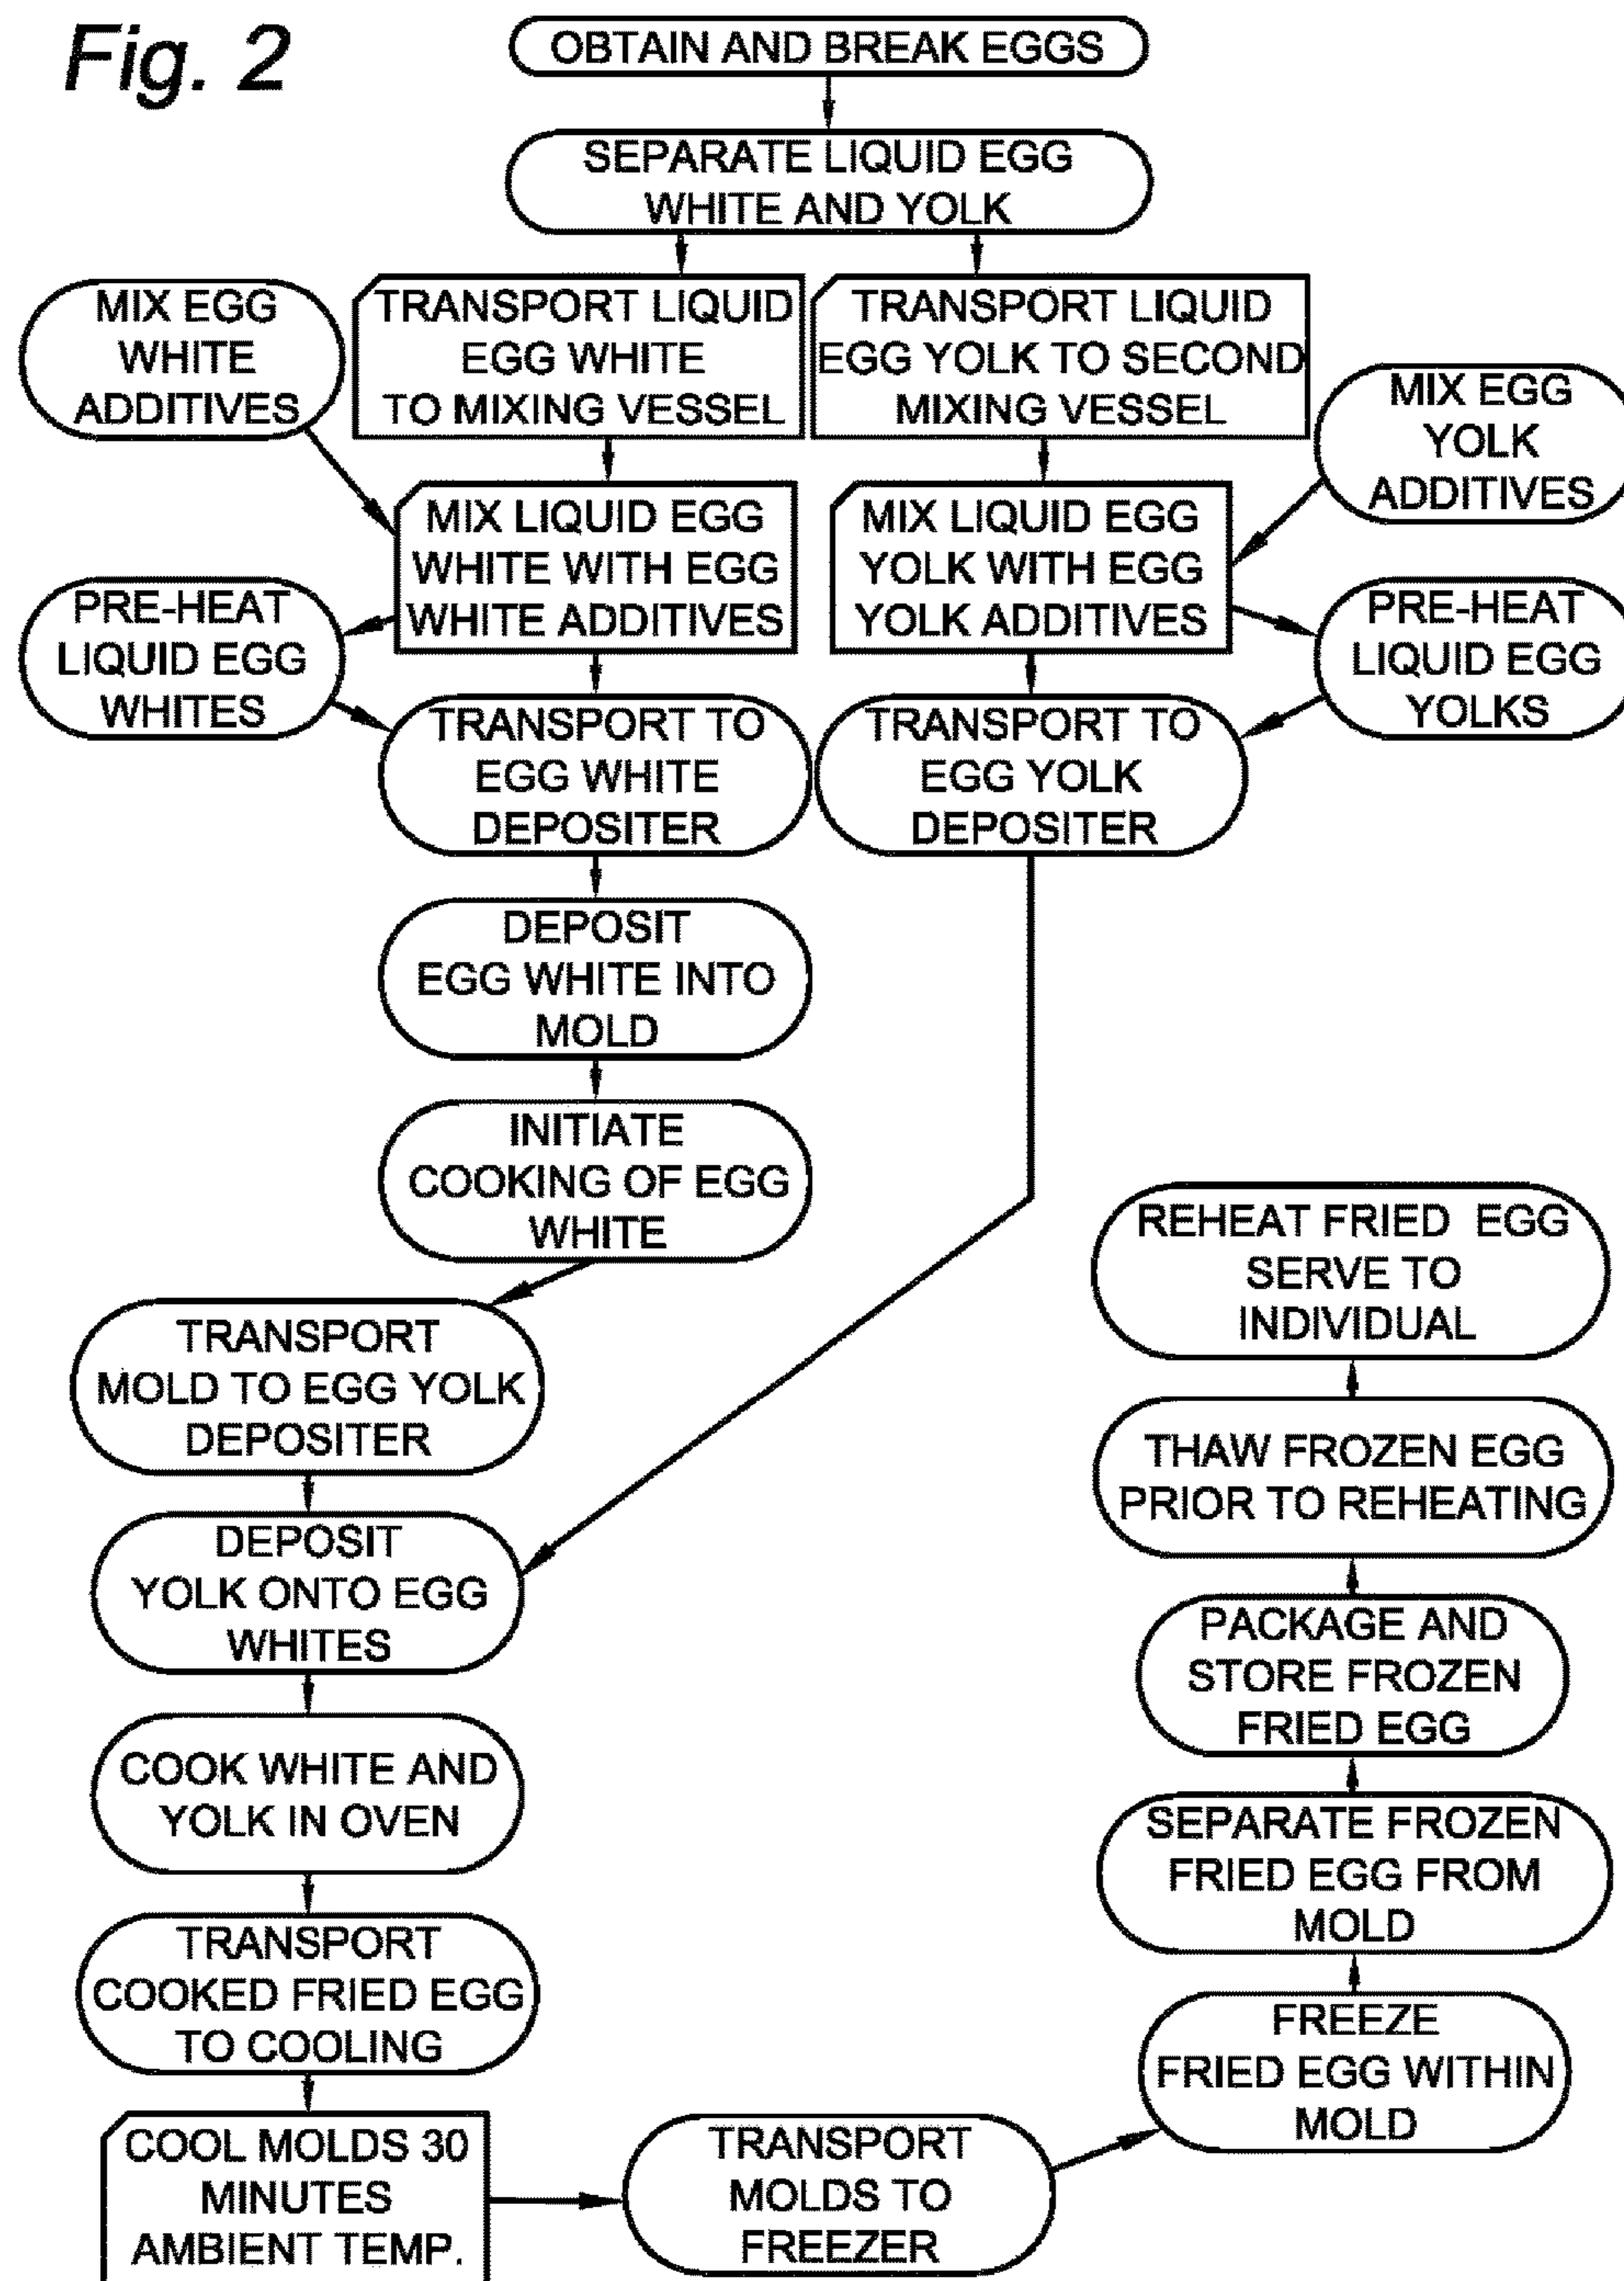 Fig. 2
OBTAIN AND BREAK EGGS
SEPARATE LIQUID EGG
WHITE AND YOLK
MIX EGG
WHITE
ADDITIVES
TRANSPORT LIQUID
EGG WHITE
TO MIXING VESSEL
TRANSPORT LIQUID
EGG YOLK TO SECOND
MIXING VESSEL
MIX EGG
YOLK
ADDITIVES
MIX LIQUID EGG
WHITE WITH EGG
WHITE ADDITIVES
MIX LIQUID EGG
YOLK WITH EGG
YOLK ADDITIVES
PRE-HEAT
LIQUID EGG
WHITES
PRE-HEAT
LIQUID EGG
YOLKS
TRANSPORT TO
EGG WHITE
DEPOSITER
TRANSPORT TO
EGG YOLK
DEPOSITER
DEPOSIT
EGG WHITE INTO
MOLD
INITIATE
COOKING OF EGG
WHITE
TRANSPORT
MOLD TO EGG YOLK
DEPOSITER
DEPOSIT
YOLK ONTO EGG
WHITES
COOK WHITE AND
YOLK IN OVEN
TRANSPORT
COOKED FRIED EGG
TO COOLING
COOL MOLDS 30
MINUTES
AMBIENT TEMP.
TRANSPORT
MOLDS TO
FREEZER
FREEZE
FRIED EGG WITHIN
MOLD
SEPARATE FROZEN
FRIED EGG FROM
MOLD
PACKAGE AND
STORE FROZEN
FRIED EGG
THAW FROZEN EGG
PRIOR TO REHEATING
REHEAT FRIED EGG
SERVE TO
INDIVIDUAL